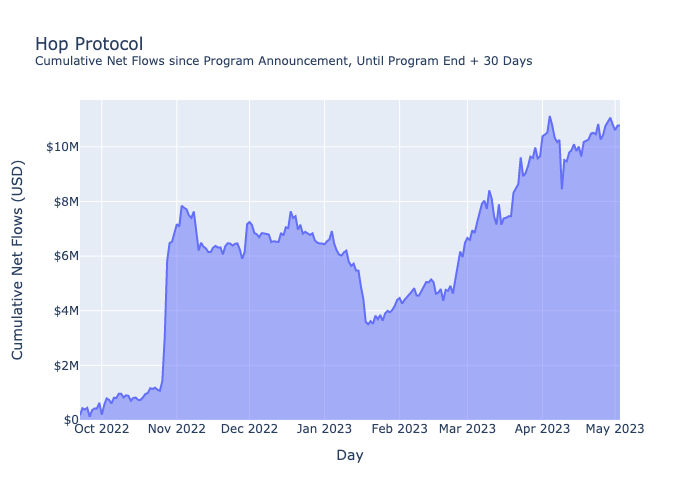 Hop Protocol
Cumulative Net Flows since Program Announcement, Until Program End + 30 Days
Cumulative Net Flows (USD)
$10M
$8M
$6M
$4M
$2M
$0
Oct 2022 Nov 2022 Dec 2022 Jan 2023 Feb 2023 Mar 2023 Apr 2023 May 2023
Day